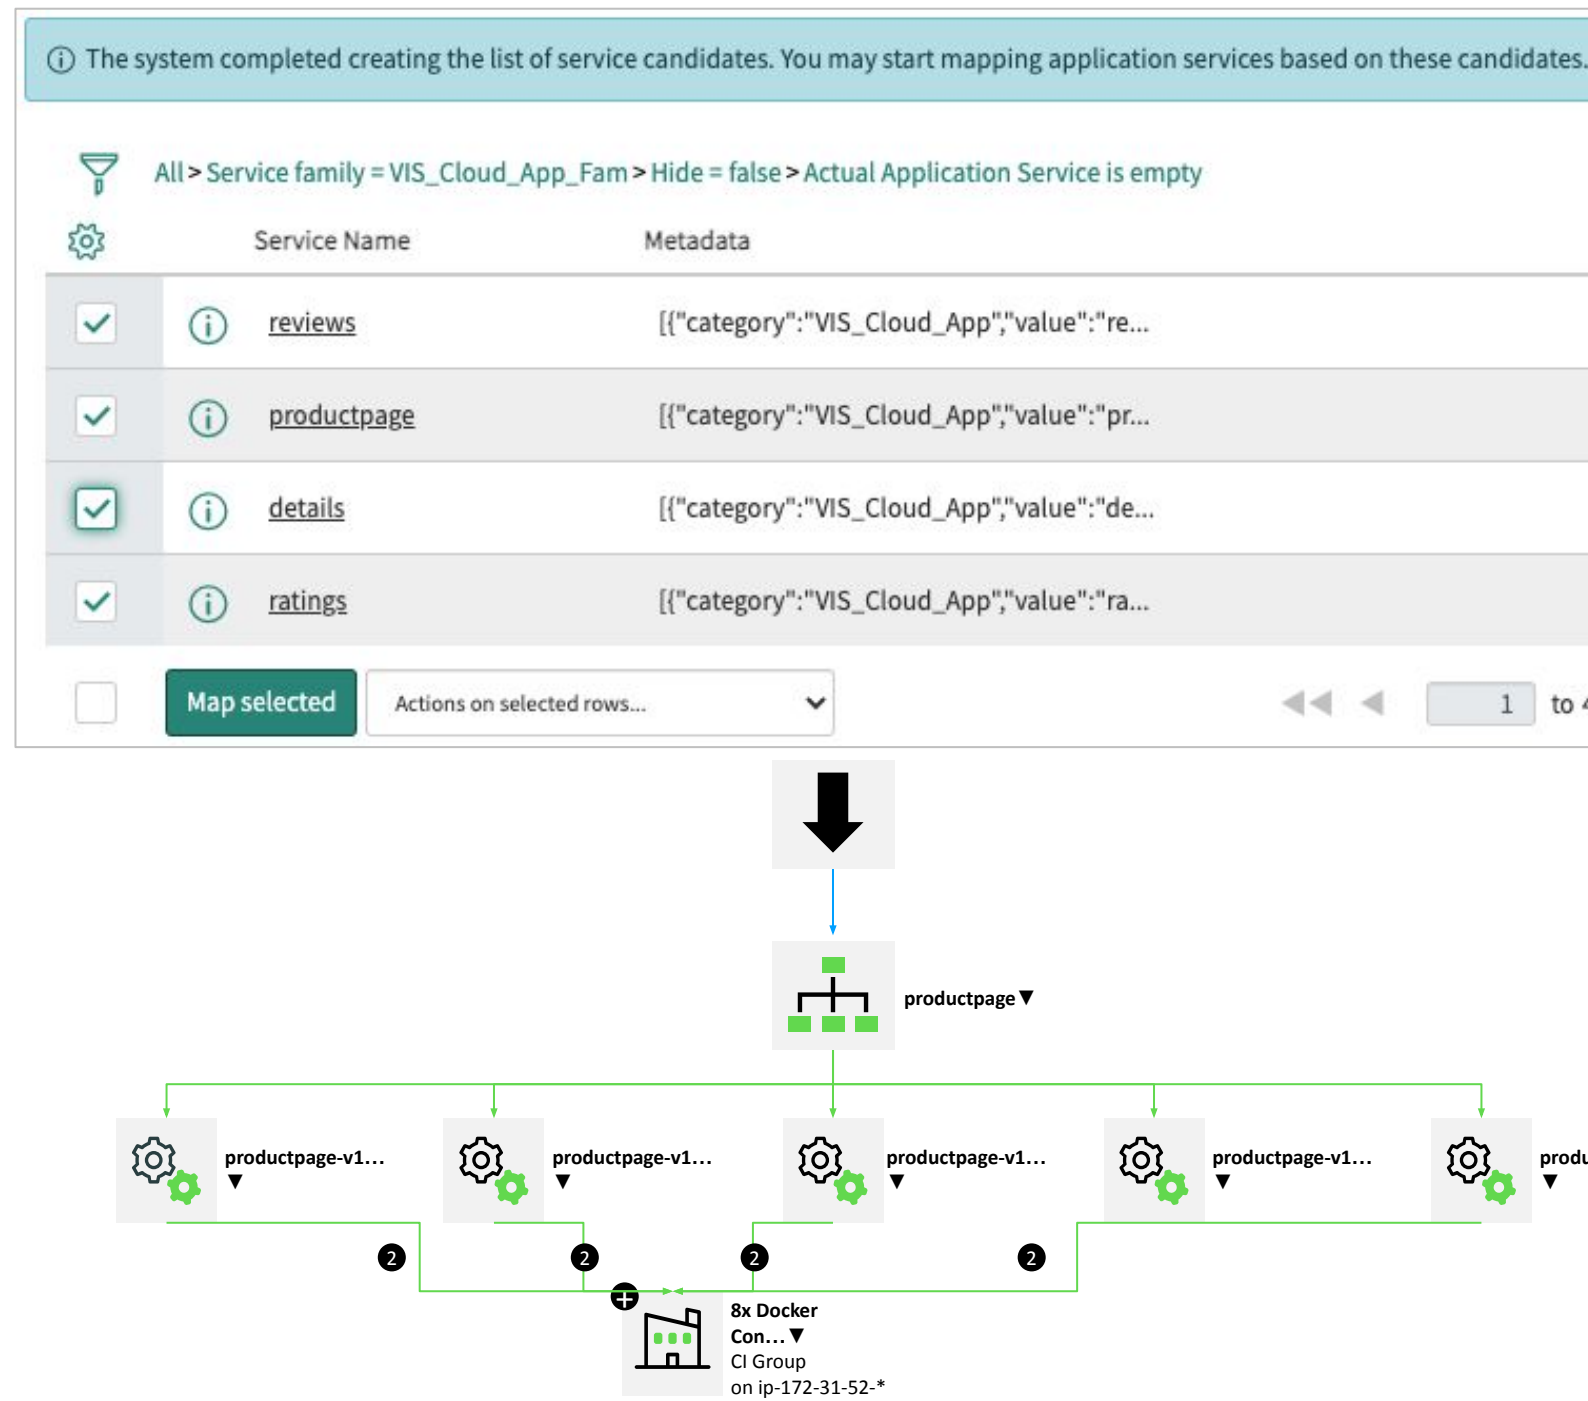 The system completed creating the list of service candidates. You may start mapping application services based on these candidates.
All > Service family = VIS_Cloud_App_Fam > Hide = false > Actual Application Service is empty
Service Name Metadata
reviews [{"category":"VIS_Cloud_App","value":"re...
productpage [{"category":"VIS_Cloud_App","value":"pr...
details [{"category":"VIS_Cloud_App","value":"de...
ratings [{"category":"VIS_Cloud_App","value":"ra...
Map selected Actions on selected rows... 1 to 4
productpage▼
productpage-v1... productpage-v1... productpage-v1... productpage-v1... produ
▼ ▼ ▼ ▼ ▼
2 2 2 2
8x Docker
Con...▼
CI Group
on ip-172-31-52-*